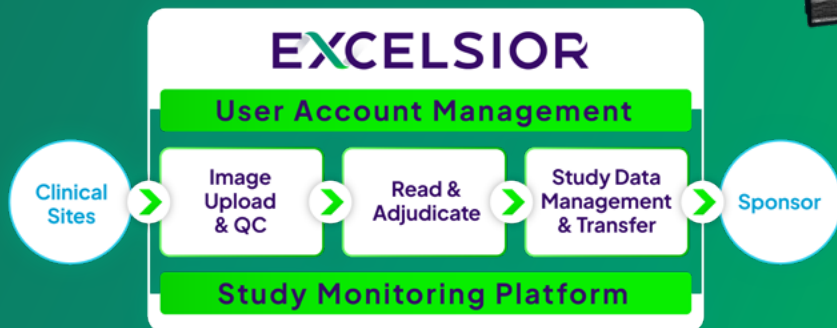 EXCELSIOR
User Account Management
Clinical
Sites
Image
Upload
& QC
Read &
Adjudicate
Study Data
Management
& Transfer
Sponsor
Study Monitoring Platform